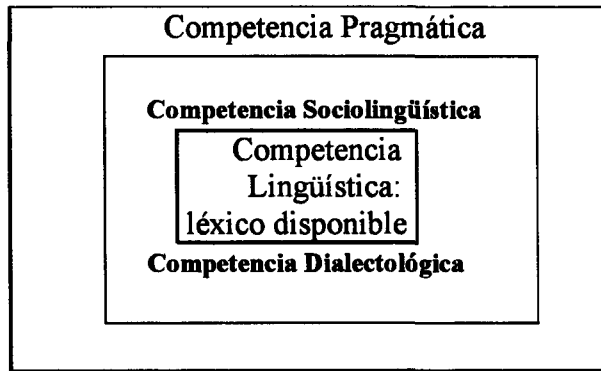 Competencia Pragmática
Competencia Sociolingüística
Competencia
Lingüística:
léxico disponible
Competencia Dialectológica